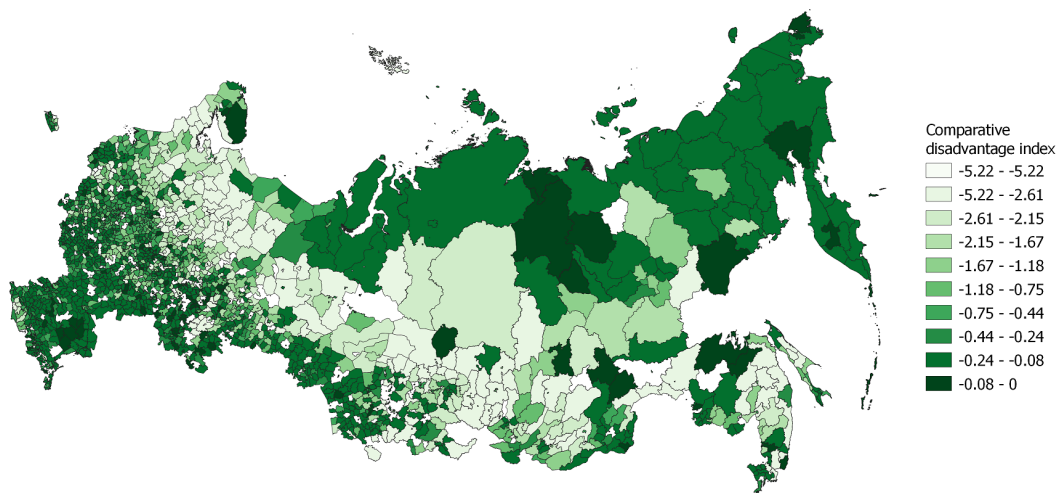 Comparative
disadvantage index
-5.22 - -5.22
-5.22 - -2.61
-2.61 - -2.15
-2.15 - -1.67
-1.67 - -1.18
-1.18 - -0.75
-0.75 - -0.44
-0.44 - -0.24
-0.24 - -0.08
-0.08 - 0